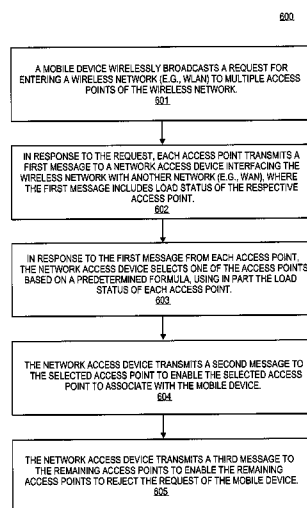 600
A MOBILE DEVICE WIRELESSLY BROADCASTS A REQUEST FOR
ENTERING A WIRELESS NETWORK (E.G., WLAN) TO MULTIPLE ACCESS
POINTS OF THE WIRELESS NETWORK.
601
IN RESPONSE TO THE REQUEST, EACH ACCESS POINT TRANSMITS A
FIRST MESSAGE TO A NETWORK ACCESS DEVICE INTERFACING THE
WIRELESS NETWORK WITH ANOTHER NETWORK (E.G., WAN), WHERE
THE FIRST MESSAGE INCLUDES LOAD STATUS OF THE RESPECTIVE
ACCESS POINT.
602
IN RESPONSE TO THE FIRST MESSAGE FROM EACH ACCESS POINT,
THE NETWORK ACCESS DEVICE SELECTS ONE OF THE ACCESS POINTS
BASED ON A PREDETERMINED FORMULA, USING IN PART THE LOAD
STATUS OF EACH ACCESS POINT.
603
THE NETWORK ACCESS DEVICE TRANSMITS A SECOND MESSAGE TO
THE SELECTED ACCESS POINT TO ENABLE THE SELECTED ACCESS
POINT TO ASSOCIATE WITH THE MOBILE DEVICE.
604
THE NETWORK ACCESS DEVICE TRANSMITS A THIRD MESSAGE TO
THE REMAINING ACCESS POINTS TO ENABLE THE REMAINING
ACCESS POINTS TO REJECT THE REQUEST OF THE MOBILE DEVICE.
605